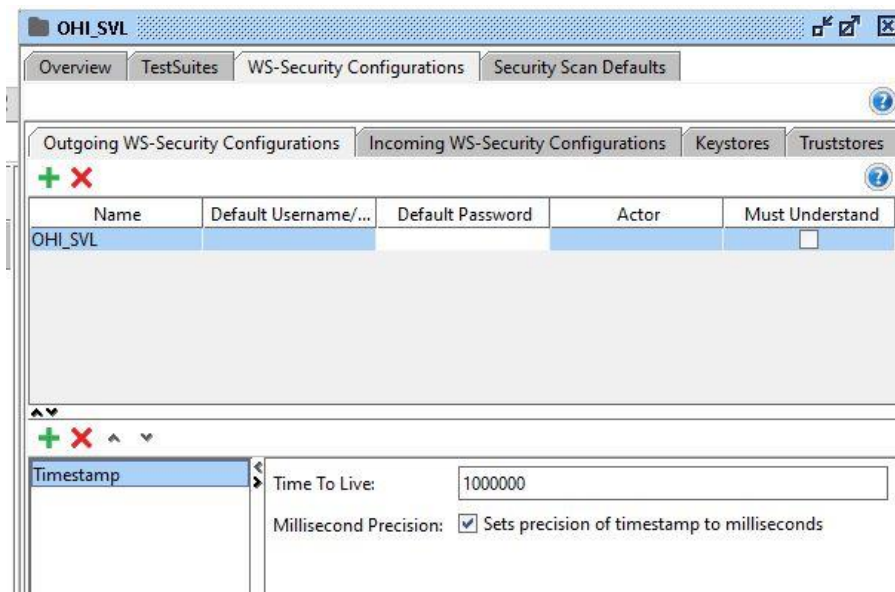 OHI_SVL
Overview TestSuites WS-Security Configurations Security Scan Defaults
Outgoing WS-Security Configurations Incoming WS-Security Configurations Keystores Truststores
Name Default Username/... Default Password Actor Must Understand
OHI_SVL
Timestamp
Time To Live: 1000000
Millisecond Precision: Sets precision of timestamp to milliseconds